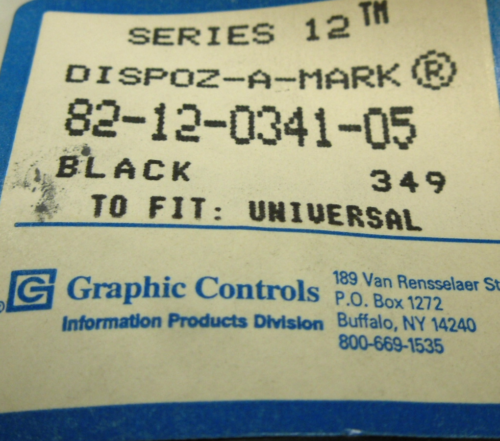 SERIES 12™
DISPOZ-A-MARK®
82-12-0341-05
BLACK 349
TO FIT: UNIVERSAL
G Graphic Controls
Information Products Division
189 Van Rensselaer St
P.O. Box 1272
Buffalo, NY 14240
800-669-1535